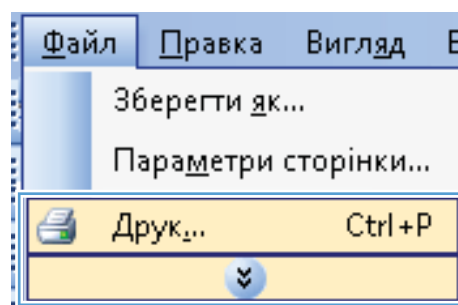 Файл Правка Вигляд
Зберегти як...
Параметри сторінки...
Друк... Ctrl+P